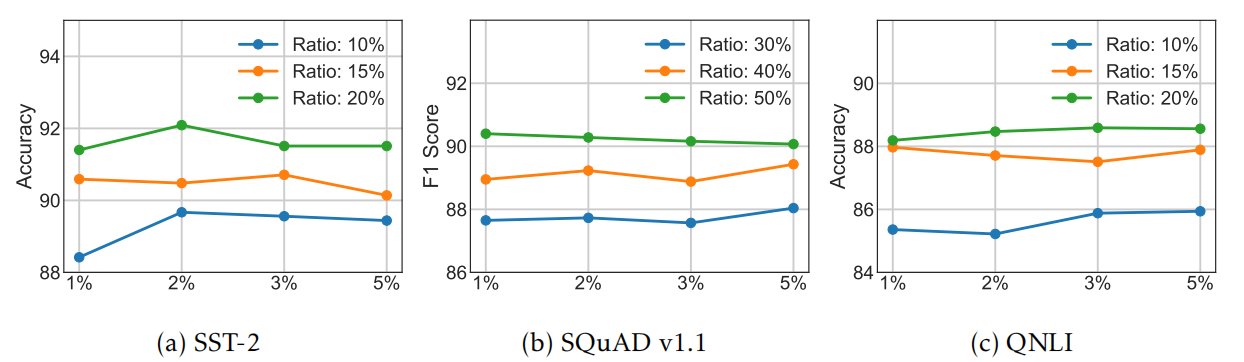 94
92
90
88
Accuracy
Ratio: 10%
Ratio: 15%
Ratio: 20%
1%
2%
3%
5%
(a) SST-2
92
90
88
86
F1 Score
Ratio: 30%
Ratio: 40%
Ratio: 50%
1%
2%
3%
5%
(b) SQuAD v1.1
90
88
86
84
Accuracy
Ratio: 10%
Ratio: 15%
Ratio: 20%
1%
2%
3%
5%
(c) QNLI